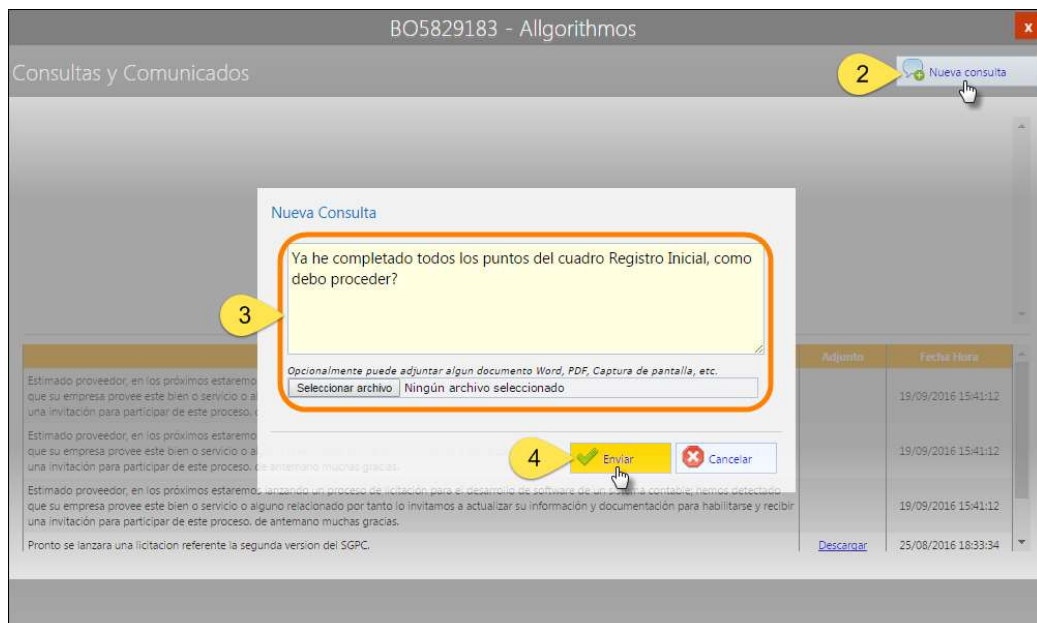 BO5829183 - Allgorithmos
x
Consultas y Comunicados
2
Nueva consulta
Nueva Consulta
Ya he completado todos los puntos del cuadro Registro Inicial, como
debo proceder?
3
Opcionalmente puede adjuntar algun documento Word, PDF, Captura de pantalla, etc.
Seleccionar archivo Ningún archivo seleccionado
4
Enviar
Cancelar
Adjunto Fecha Hora
Estimado proveedor, en los próximos estaremo
que su empresa provee este bien o servicio o al 19/09/2016 15:41:12
una invitación para participar de este proceso.
Estimado proveedor, en los próximos estaremo
que su empresa provee este bien o servicio o al 19/09/2016 15:41:12
una invitación para participar de este proceso. de antemano muchas gracias.
Estimado proveedor, en los próximos estaremos lanzando un proceso de licitación para el desarrollo de software de un sistema contable; hemos detectado
que su empresa provee este bien o servicio o alguno relacionado por tanto lo invitamos a actualizar su información y documentación para habilitarse y recibir 19/09/2016 15:41:12
una invitación para participar de este proceso. de antemano muchas gracias.
Pronto se lanzara una licitacion referente la segunda version del SGPC. Descargar 25/08/2016 18:33:34